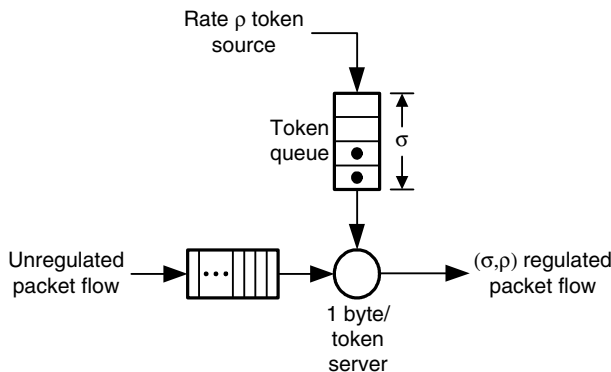 Rate ρ token
source
Token
queue
σ
Unregulated
packet flow
(σ,ρ) regulated
packet flow
1 byte/
token
server